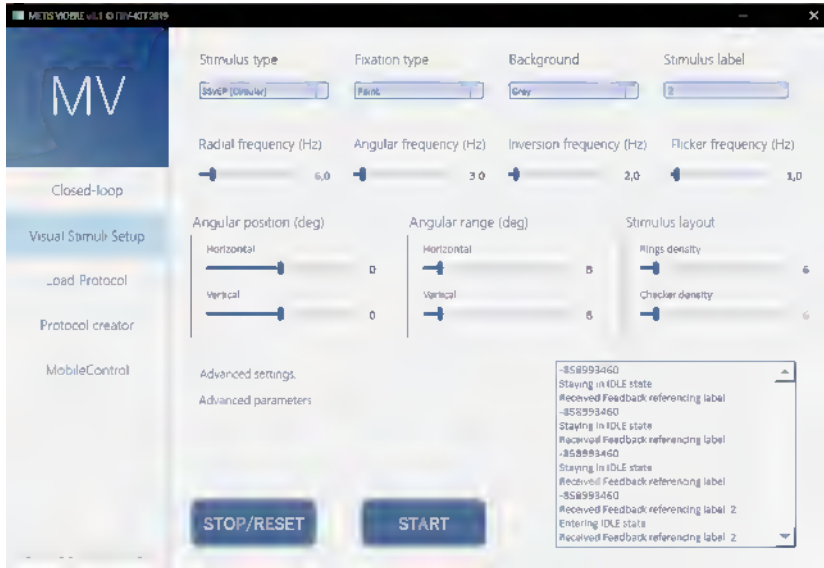 METIS MOBILE v1.1 © ITIV-KIT 2019
MV
Closed-loop
Visual Stimuli Setup
Load Protocol
Protocol creator
MobileControl
Stimulus type
Fixation type
Background
Stimulus label
SSVEP (Circular)
Point
Grey
2
Radial frequency (Hz)
Angular frequency (Hz)
Inversion frequency (Hz)
Flicker frequency (Hz)
6,0
3.0
2,0
1,0
Angular position (deg)
Angular range (deg)
Stimulus layout
Horizontal
0
Vertical
0
Horizontal
8
Vertical
8
Rings density
6
Checker density
6
Advanced settings.
Advanced parameters
-858993460
Staying in IDLE state
Received Feedback referencing label
-858993460
Staying in IDLE state
Received Feedback referencing label
-858993460
Staying in IDLE state
Received Feedback referencing label
-858993460
Received Feedback referencing label 2
Entering IDLE state
Received Feedback referencing label 2
STOP/RESET
START